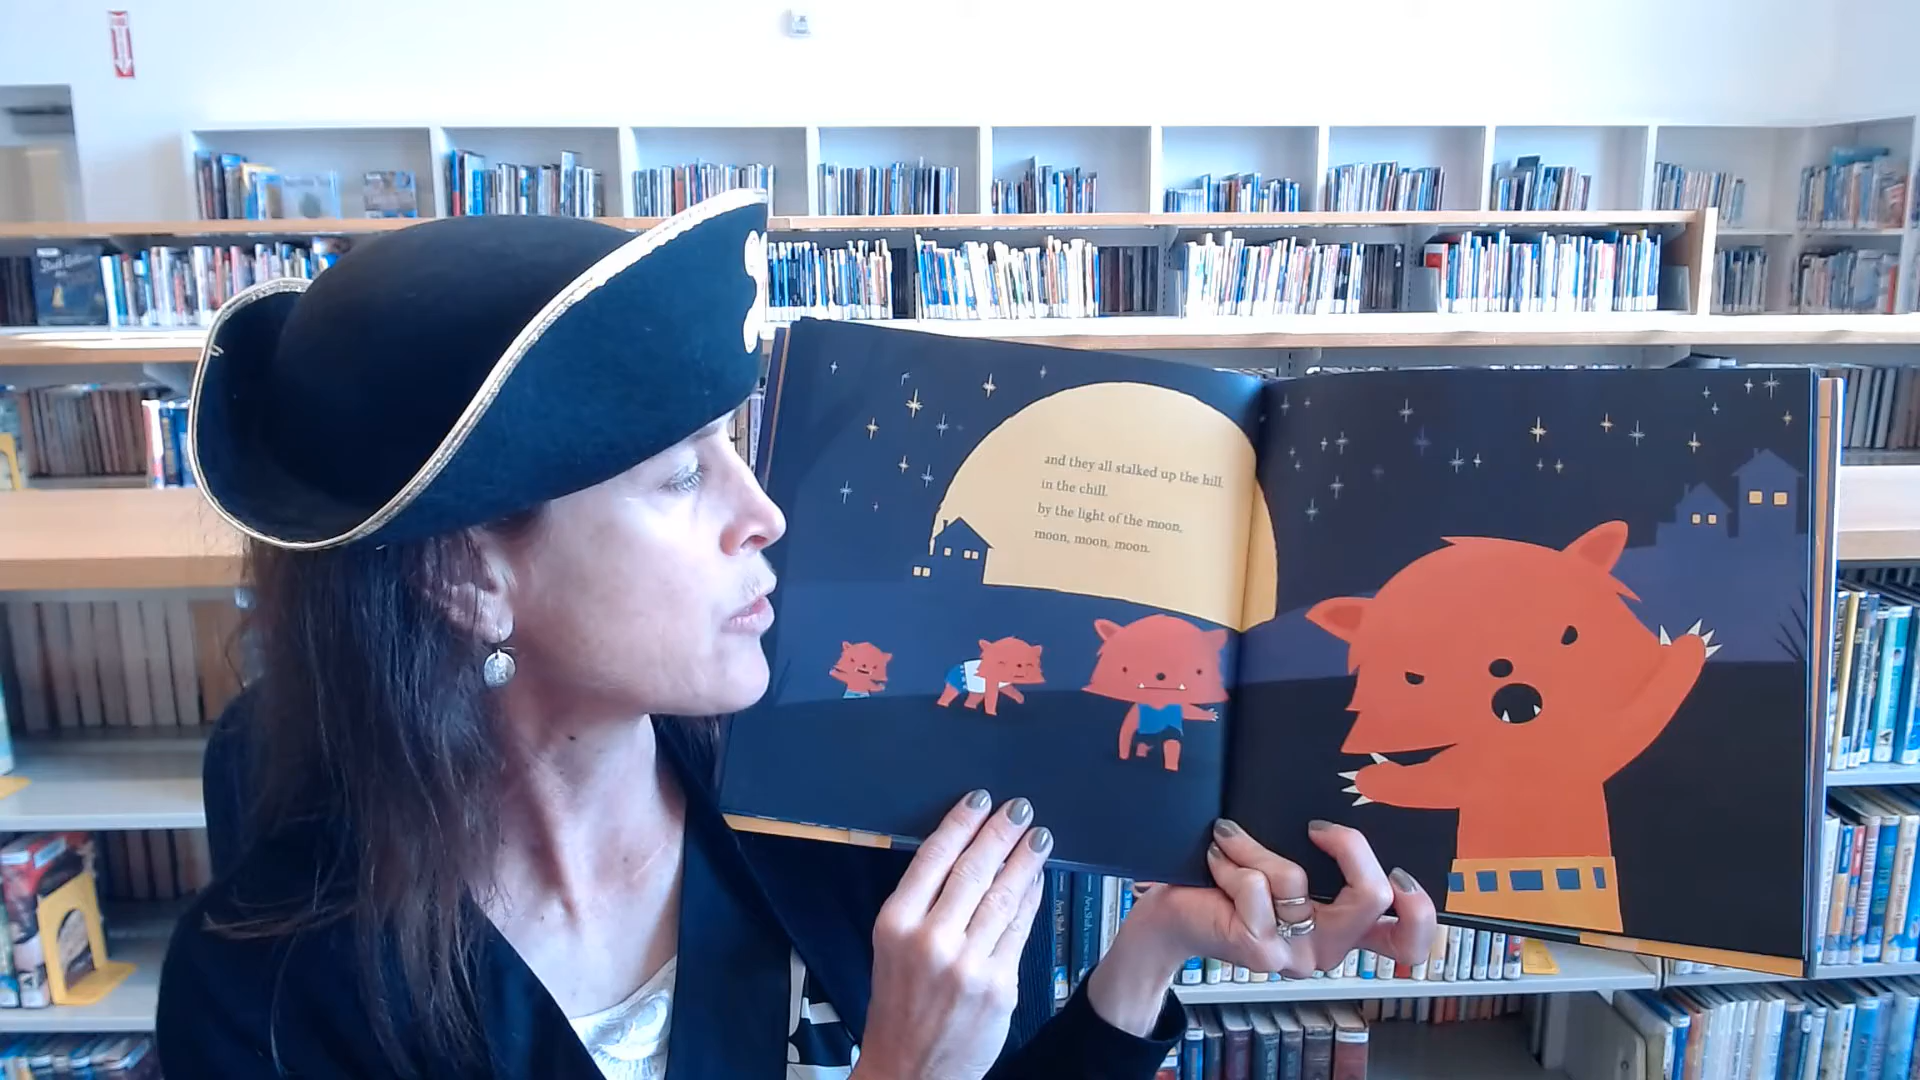 and they all stalked up the hill,
in the chill,
by the light of the moon,
moon, moon, moon.